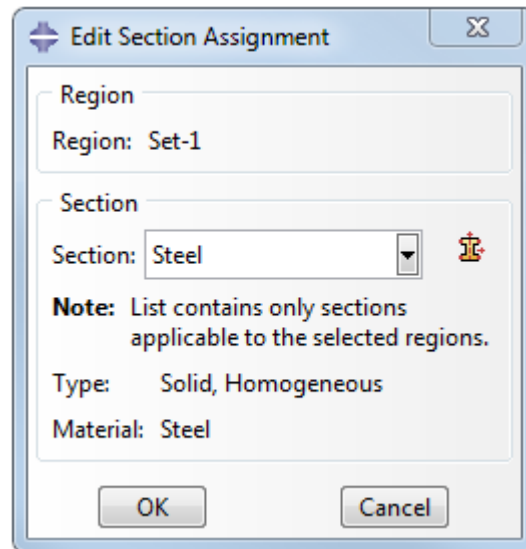 Edit Section Assignment
Region
Region: Set-1
Section
Section: Steel
Note: List contains only sections
applicable to the selected regions.
Type: Solid, Homogeneous
Material: Steel
OK Cancel